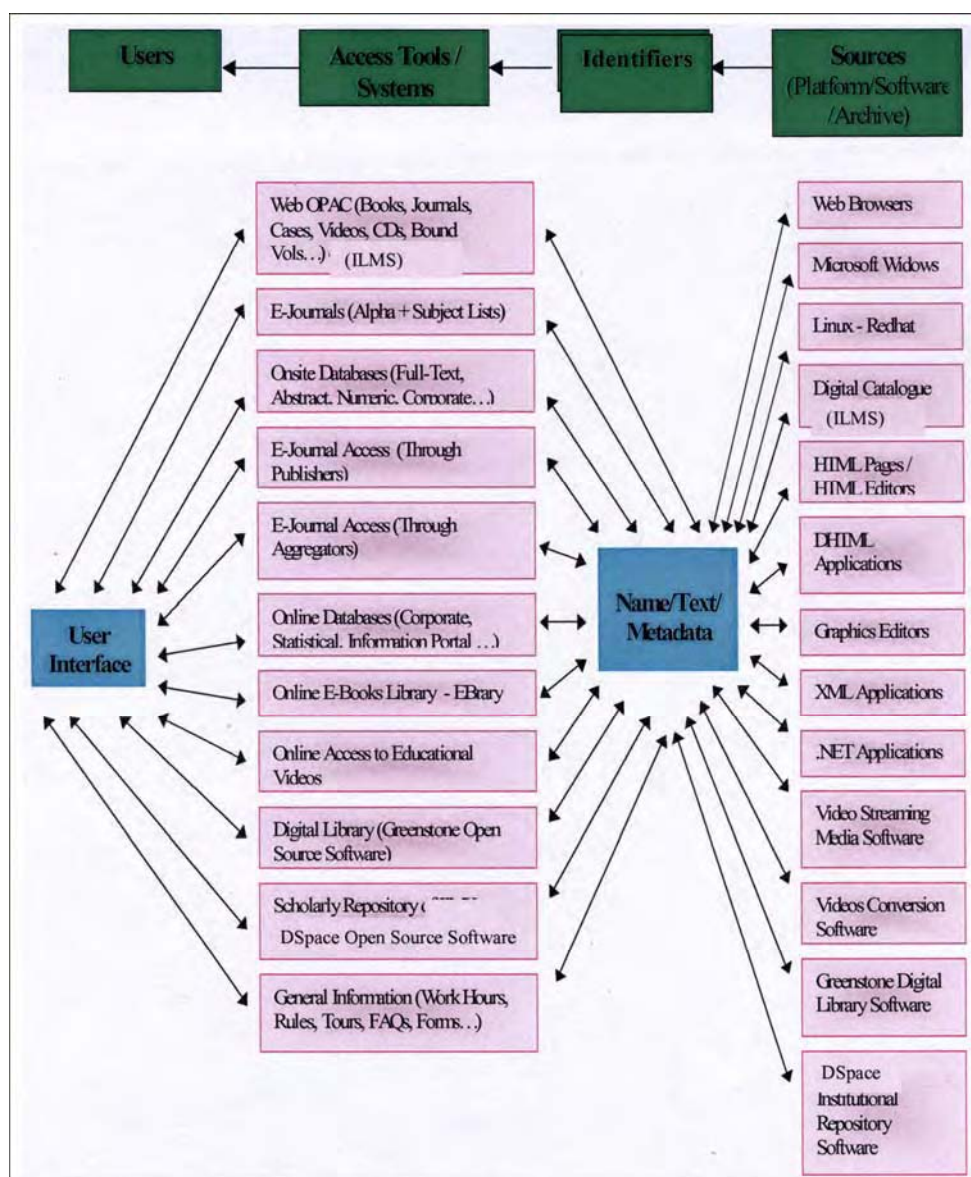 Users
Access Tools /
Systems
Identifiers
Sources
(Platform/Software
/Archive)
Web OPAC (Books, Journals,
Cases, Videos, CDs, Bound
Vols…)
(ILMS)
E-Journals (Alpha + Subject Lists)
Onsite Databases (Full-Text,
Abstract, Numeric, Corporate…)
E-Journal Access (Through
Publishers)
E-Journal Access (Through
Aggregators)
Online Databases (Corporate,
Statistical, Information Portal …)
Online E-Books Library - EBrary
Online Access to Educational
Videos
Digital Library (Greenstone Open
Source Software)
Scholarly Repository
DSpace Open Source Software
General Information (Work Hours,
Rules, Tours, FAQs, Forms…)
User
Interface
Name/Text/
Metadata
Web Browsers
Microsoft Widows
Linux - Redhat
Digital Catalogue
(ILMS)
HTML Pages /
HTML Editors
DHTML
Applications
Graphics Editors
XML Applications
.NET Applications
Video Streaming
Media Software
Videos Conversion
Software
Greenstone Digital
Library Software
DSpace
Institutional
Repository
Software